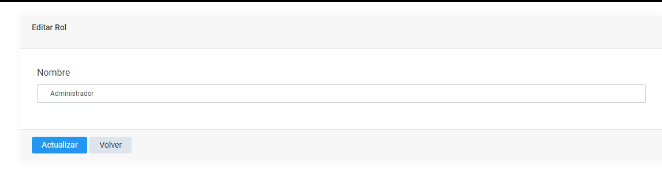 Editar Rol
Nombre
Administrador
Actualizar Volver